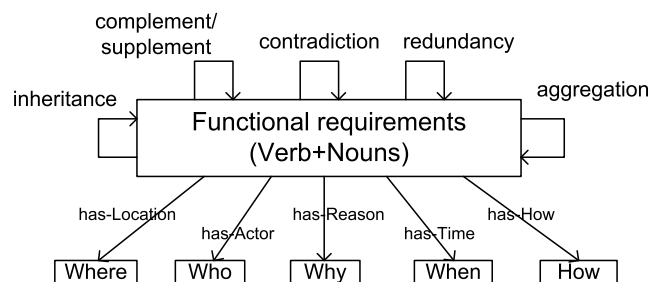 complement/
supplement
contradiction
redundancy
inheritance
aggregation
Functional requirements
(Verb+Nouns)
has-Location
has-Actor
has-Reason
has-Time
has-How
Where
Who
Why
When
How